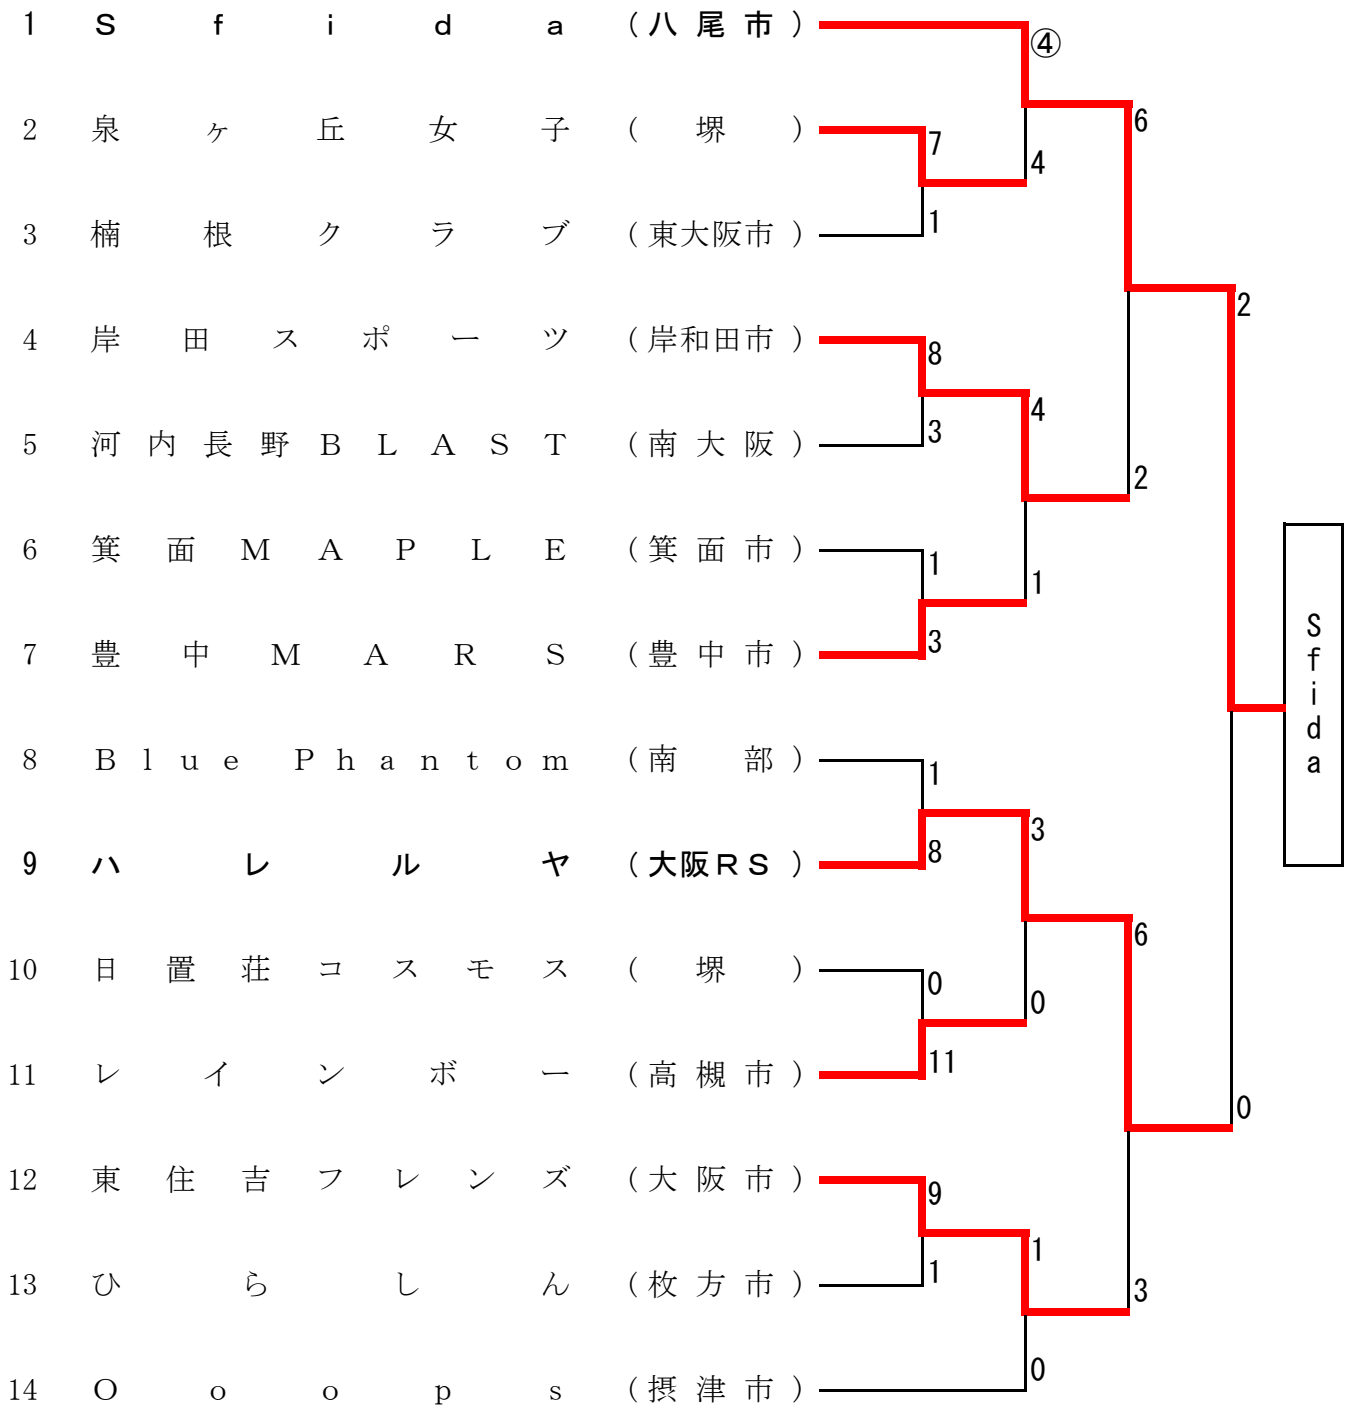 1 Sfida (八尾市)
④
2 泉ヶ丘女子 (堺)
7
6
4
3 楠根クラブ (東大阪市)
1
2
4 岸田スポーツ (岸和田市)
8
4
5 河内長野BLAST (南大阪)
3
2
6 箕面MAPLE (箕面市)
1
1
7 豊中MARS (豊中市)
3
Sfida
8 Blue Phantom (南部)
1
3
9 ハレルヤ (大阪RS)
8
6
10 日置荘コスモス (堺)
0
0
11 レインボー (高槻市)
11
0
12 東住吉フレンズ (大阪市)
9
1
13 ひらしん (枚方市)
1
3
14 Ooops (摂津市)
0